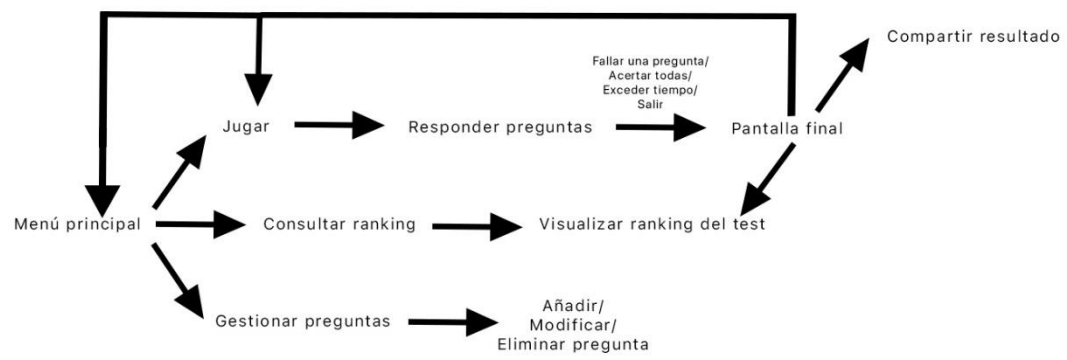 Compartir resultado
Fallar una pregunta/
Acertar todas/
Exceder tiempo/
Salir
Jugar
Responder preguntas
Pantalla final
Menú principal
Consultar ranking
Visualizar ranking del test
Gestionar preguntas
Añadir/
Modificar/
Eliminar pregunta